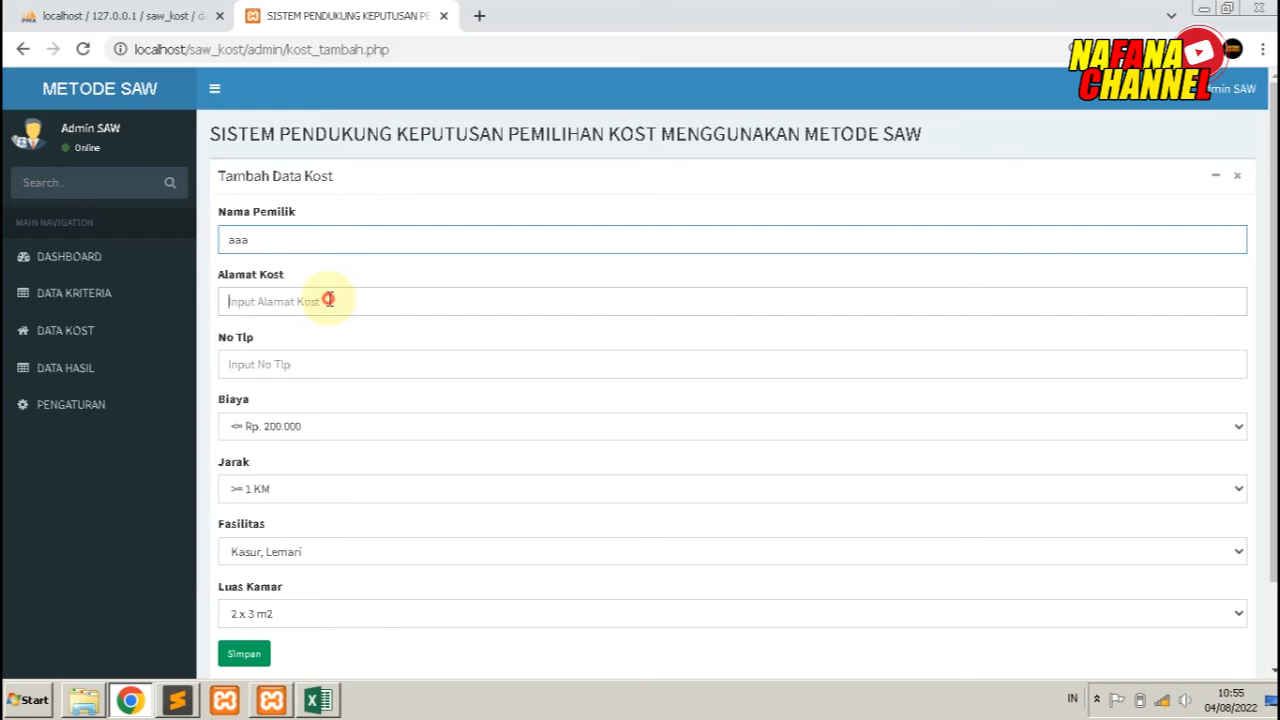 localhost / 127.0.0.1 / saw_kost / d
SISTEM PENDUKUNG KEPUTUSAN PE
localhost/saw_kost/admin/kost_tambah.php
NAFANA
CHANNEL
METODE SAW
min SAW
Admin SAW
Online
Search...
MAIN NAVIGATION
DASHBOARD
DATA KRITERIA
DATA KOST
DATA HASIL
PENGATURAN
SISTEM PENDUKUNG KEPUTUSAN PEMILIHAN KOST MENGGUNAKAN METODE SAW
Tambah Data Kost
Nama Pemilik
aaa
Alamat Kost
Input Alamat Kost
No Tlp
Input No Tlp
Biaya
<= Rp. 200.000
Jarak
>= 1 KM
Fasilitas
Kasur, Lemari
Luas Kamar
2 x 3 m2
Simpan
Start
IN
10:55
04/08/2022